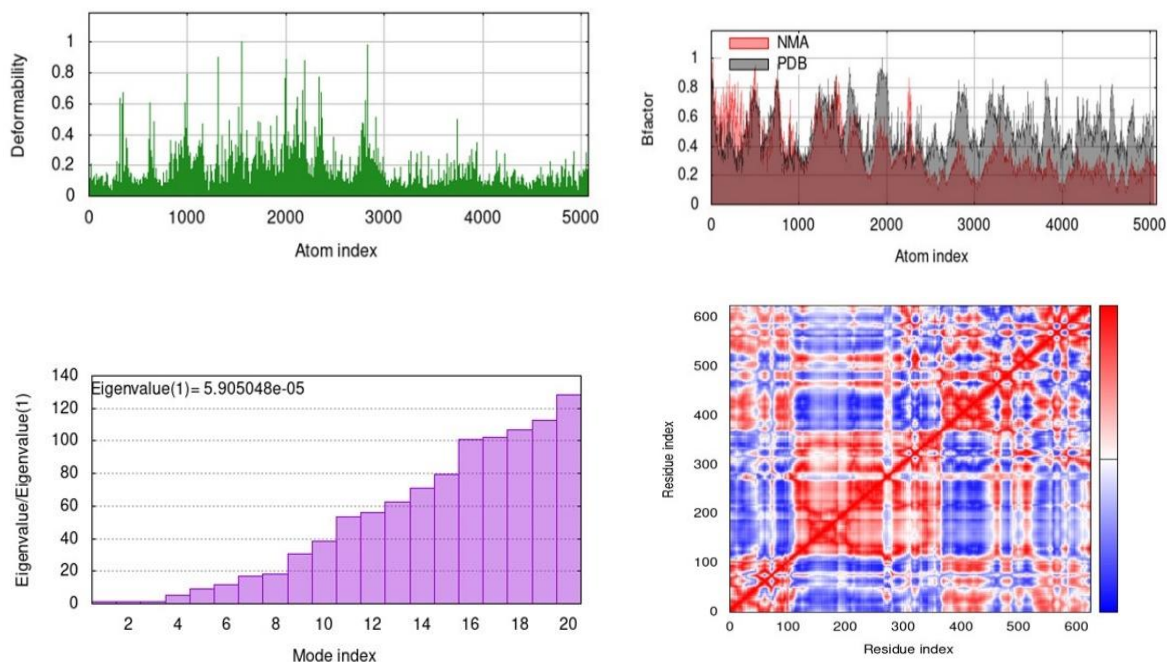 Deformability
1
0.8
0.6
0.4
0.2
0
0 1000 2000 3000 4000 5000
Atom index
Bfactor
NMA
PDB
1
0.8
0.6
0.4
0.2
0
0 1000 2000 3000 4000 5000
Atom index
Eigenvalue/Eigenvalue(1)
Eigenvalue(1)= 5.905048e-05
140
120
100
80
60
40
20
0
2 4 6 8 10 12 14 16 18 20
Mode index
Residue index
600
500
400
300
200
100
0
0 100 200 300 400 500 600
Residue index